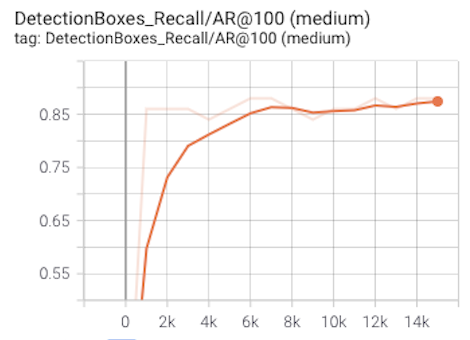 DetectionBoxes_Recall/AR@100 (medium)
tag: DetectionBoxes_Recall/AR@100 (medium)
0.85
0.75
0.65
0.55
0 2k 4k 6k 8k 10k 12k 14k